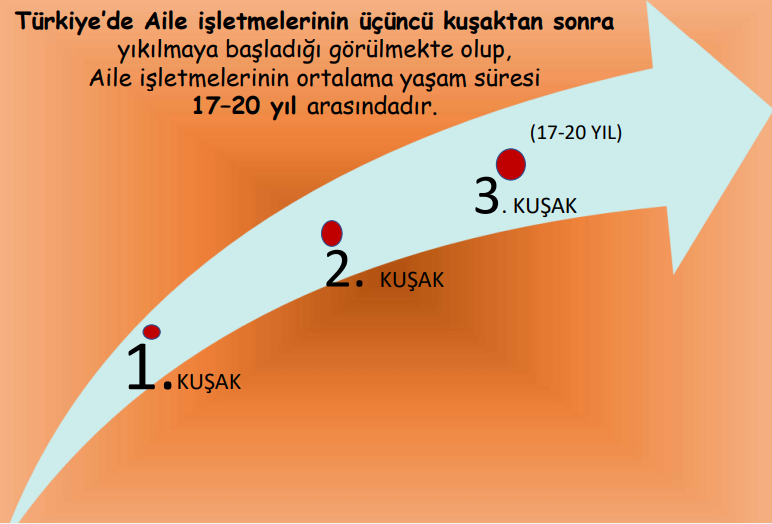 Türkiye’de Aile işletmelerinin üçüncü kuşaktan sonra
yıkılmaya başladığı görülmekte olup,
Aile işletmelerinin ortalama yaşam süresi
17–20 yıl arasındadır.
(17-20 YIL)
3. KUŞAK
2. KUŞAK
1. KUŞAK